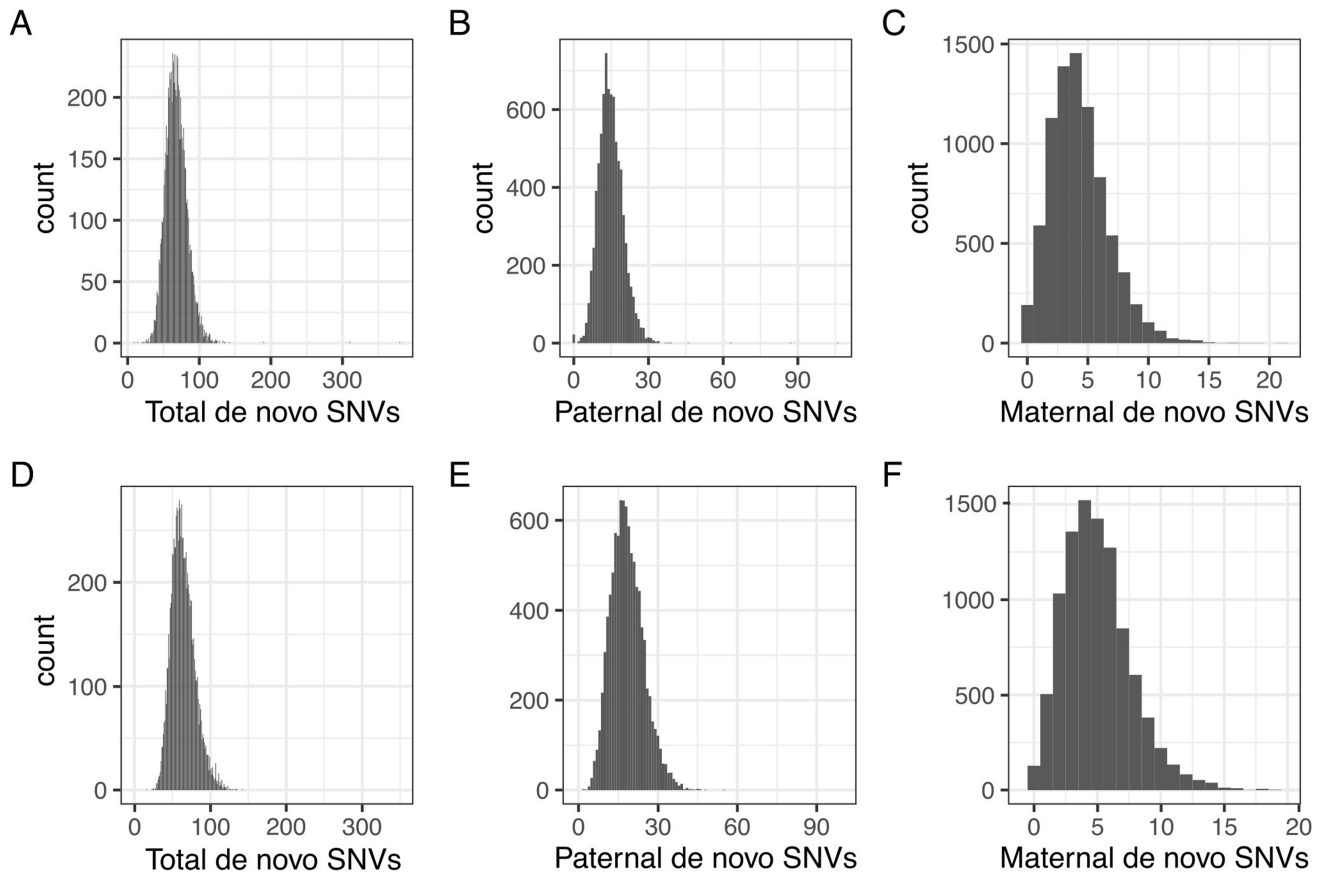 A
count
200
150
100
50
0
0 100 200 300
Total de novo SNVs
B
count
600
400
200
0
0 30 60 90
Paternal de novo SNVs
C
count
1500
1000
500
0
0 5 10 15 20
Maternal de novo SNVs
D
count
200
100
0
0 100 200 300
Total de novo SNVs
E
600
400
200
0
0 30 60 90
Paternal de novo SNVs
F
1500
1000
500
0
0 5 10 15 20
Maternal de novo SNVs